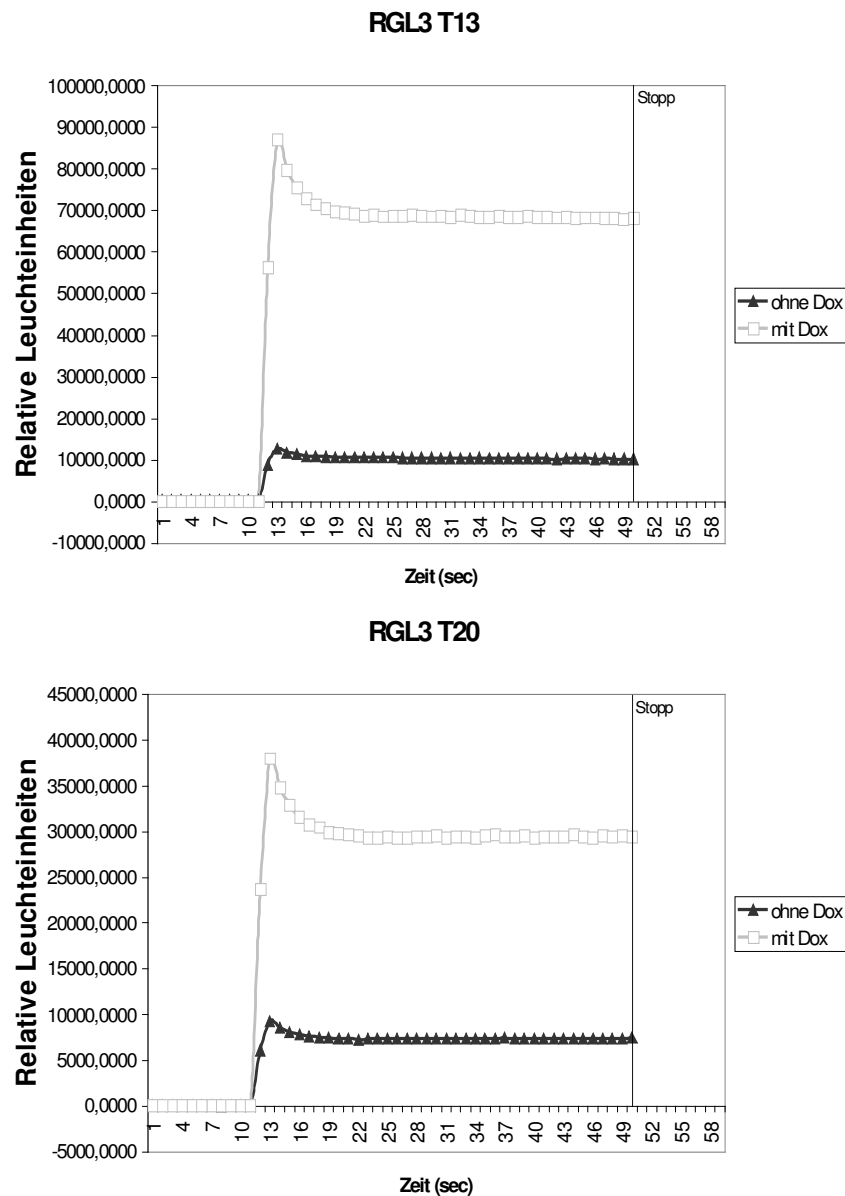 RGL3 T13
Relative Leuchteinheiten
100000,0000
90000,0000
80000,0000
70000,0000
60000,0000
50000,0000
40000,0000
30000,0000
20000,0000
10000,0000
0,0000
-10000,0000
Stopp
1 4 7 10 13 16 19 22 25 28 31 34 37 40 43 46 49 52 55 58
Zeit (sec)
ohne Dox
mit Dox
RGL3 T20
Relative Leuchteinheiten
45000,0000
40000,0000
35000,0000
30000,0000
25000,0000
20000,0000
15000,0000
10000,0000
5000,0000
0,0000
-5000,0000
Stopp
1 4 7 10 13 16 19 22 25 28 31 34 37 40 43 46 49 52 55 58
Zeit (sec)
ohne Dox
mit Dox